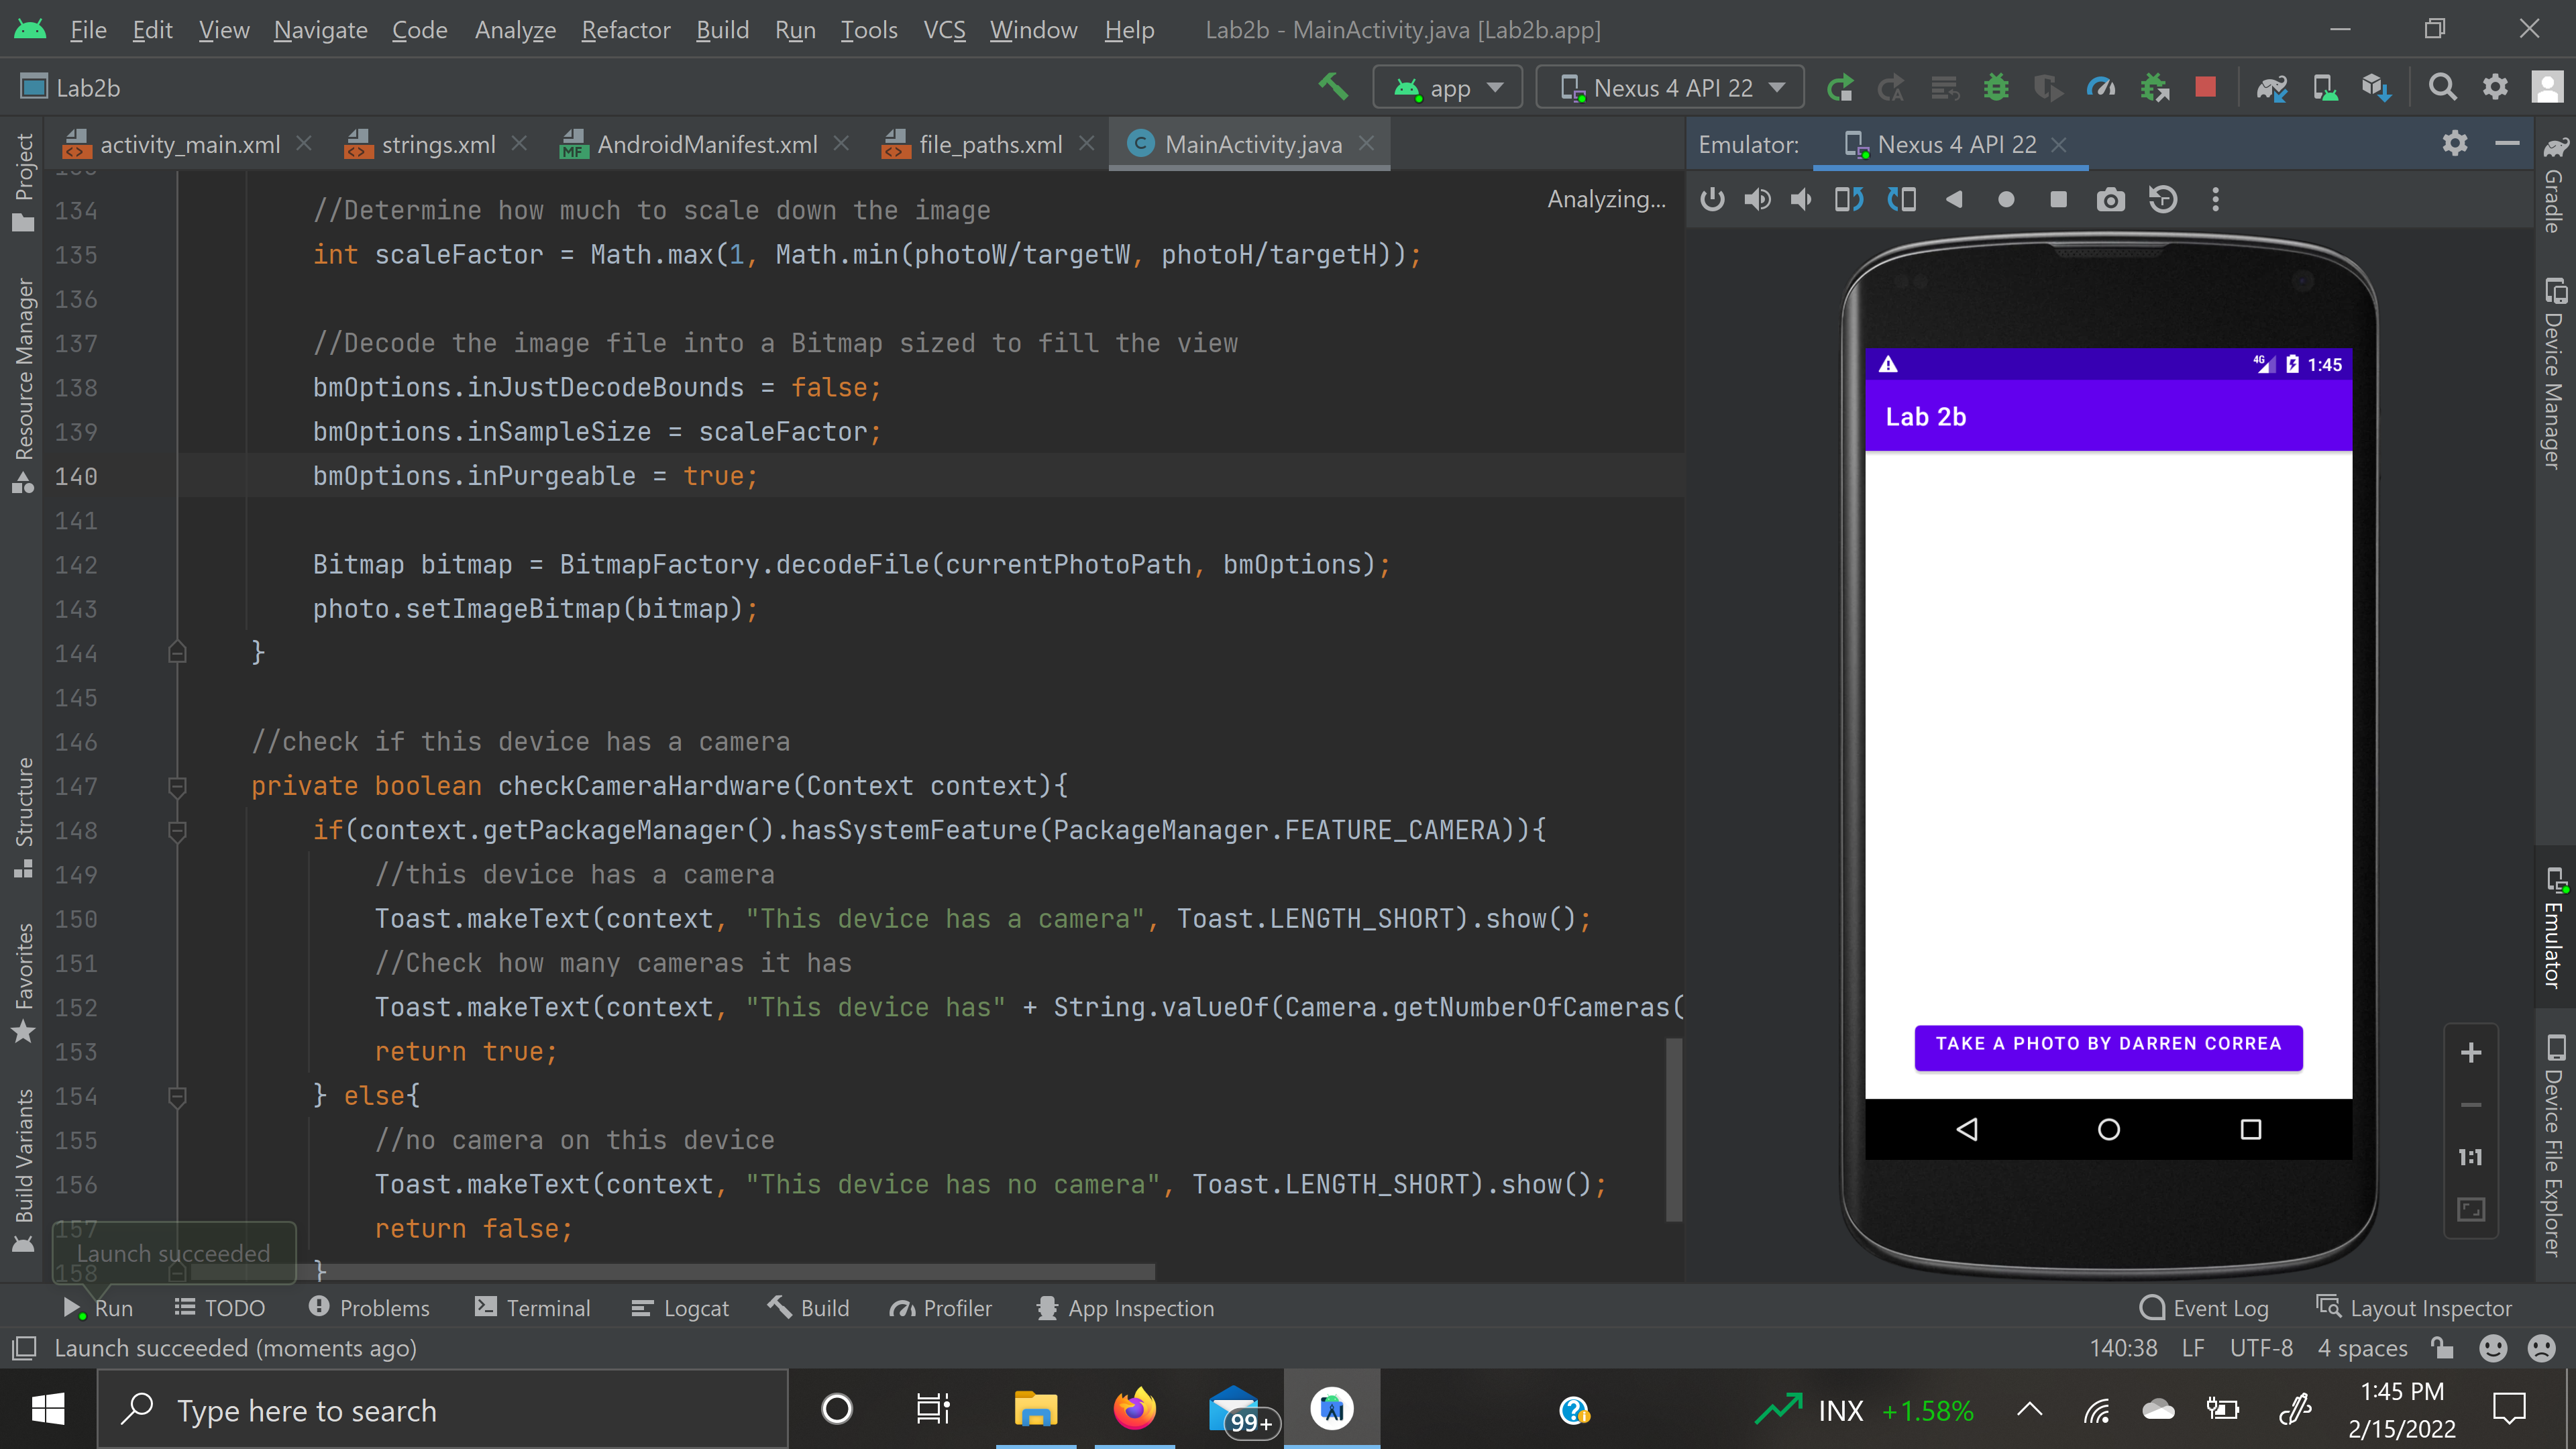 File Edit View Navigate Code Analyze Refactor Build Run Tools VCS Window Help Lab2b - MainActivity.java [Lab2b.app]
Lab2b app Nexus 4 API 22
activity_main.xml strings.xml AndroidManifest.xml file_paths.xml MainActivity.java Emulator: Nexus 4 API 22
Analyzing...
134 //Determine how much to scale down the image
135 int scaleFactor = Math.max(1, Math.min(photoW/targetW, photoH/targetH));
136
137 //Decode the image file into a Bitmap sized to fill the view
138 bmOptions.inJustDecodeBounds = false;
139 bmOptions.inSampleSize = scaleFactor;
140 bmOptions.inPurgeable = true;
141
142 Bitmap bitmap = BitmapFactory.decodeFile(currentPhotoPath, bmOptions);
143 photo.setImageBitmap(bitmap);
144 }
145
146 //check if this device has a camera
147 private boolean checkCameraHardware(Context context){
148 if(context.getPackageManager().hasSystemFeature(PackageManager.FEATURE_CAMERA)){
149 //this device has a camera
150 Toast.makeText(context, "This device has a camera", Toast.LENGTH_SHORT).show();
151 //Check how many cameras it has
152 Toast.makeText(context, "This device has" + String.valueOf(Camera.getNumberOfCameras(
153 return true;
154 } else{
155 //no camera on this device
156 Toast.makeText(context, "This device has no camera", Toast.LENGTH_SHORT).show();
157 return false;
158 }
Launch succeeded
Project
Resource Manager
Structure
Favorites
Build Variants
4G 1:45
Lab 2b
TAKE A PHOTO BY DARREN CORREA
1:1
Gradle
Device Manager
Emulator
Device File Explorer
Run TODO Problems Terminal Logcat Build Profiler App Inspection Event Log Layout Inspector
Launch succeeded (moments ago) 140:38 LF UTF-8 4 spaces
Type here to search 99+ INX +1.58% 1:45 PM
2/15/2022